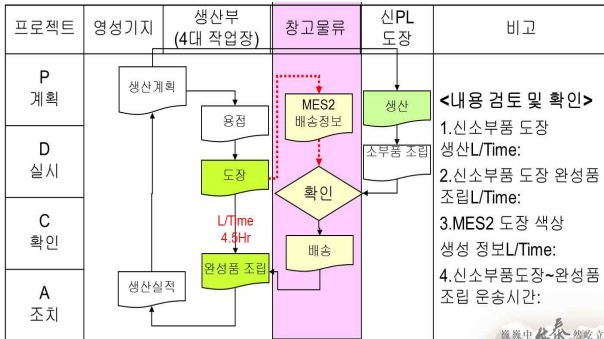 프로젝트
영성기지
생산부
(4대 작업장)
창고물류
신PL
도장
비고
P
계획
D
실시
C
확인
A
조치
생산계획
용접
도장
L/Time
4.5Hr
완성품 조립
생산실적
MES2
배송정보
확인
배송
생산
소부품 조립
<내용 검토 및 확인>
1.신소부품 도장
생산L/Time:
2.신소부품 도장 완성품
조립L/Time:
3.MES2 도장 색상
생성 정보L/Time:
4.신소부품도장~완성품
조립 운송시간: